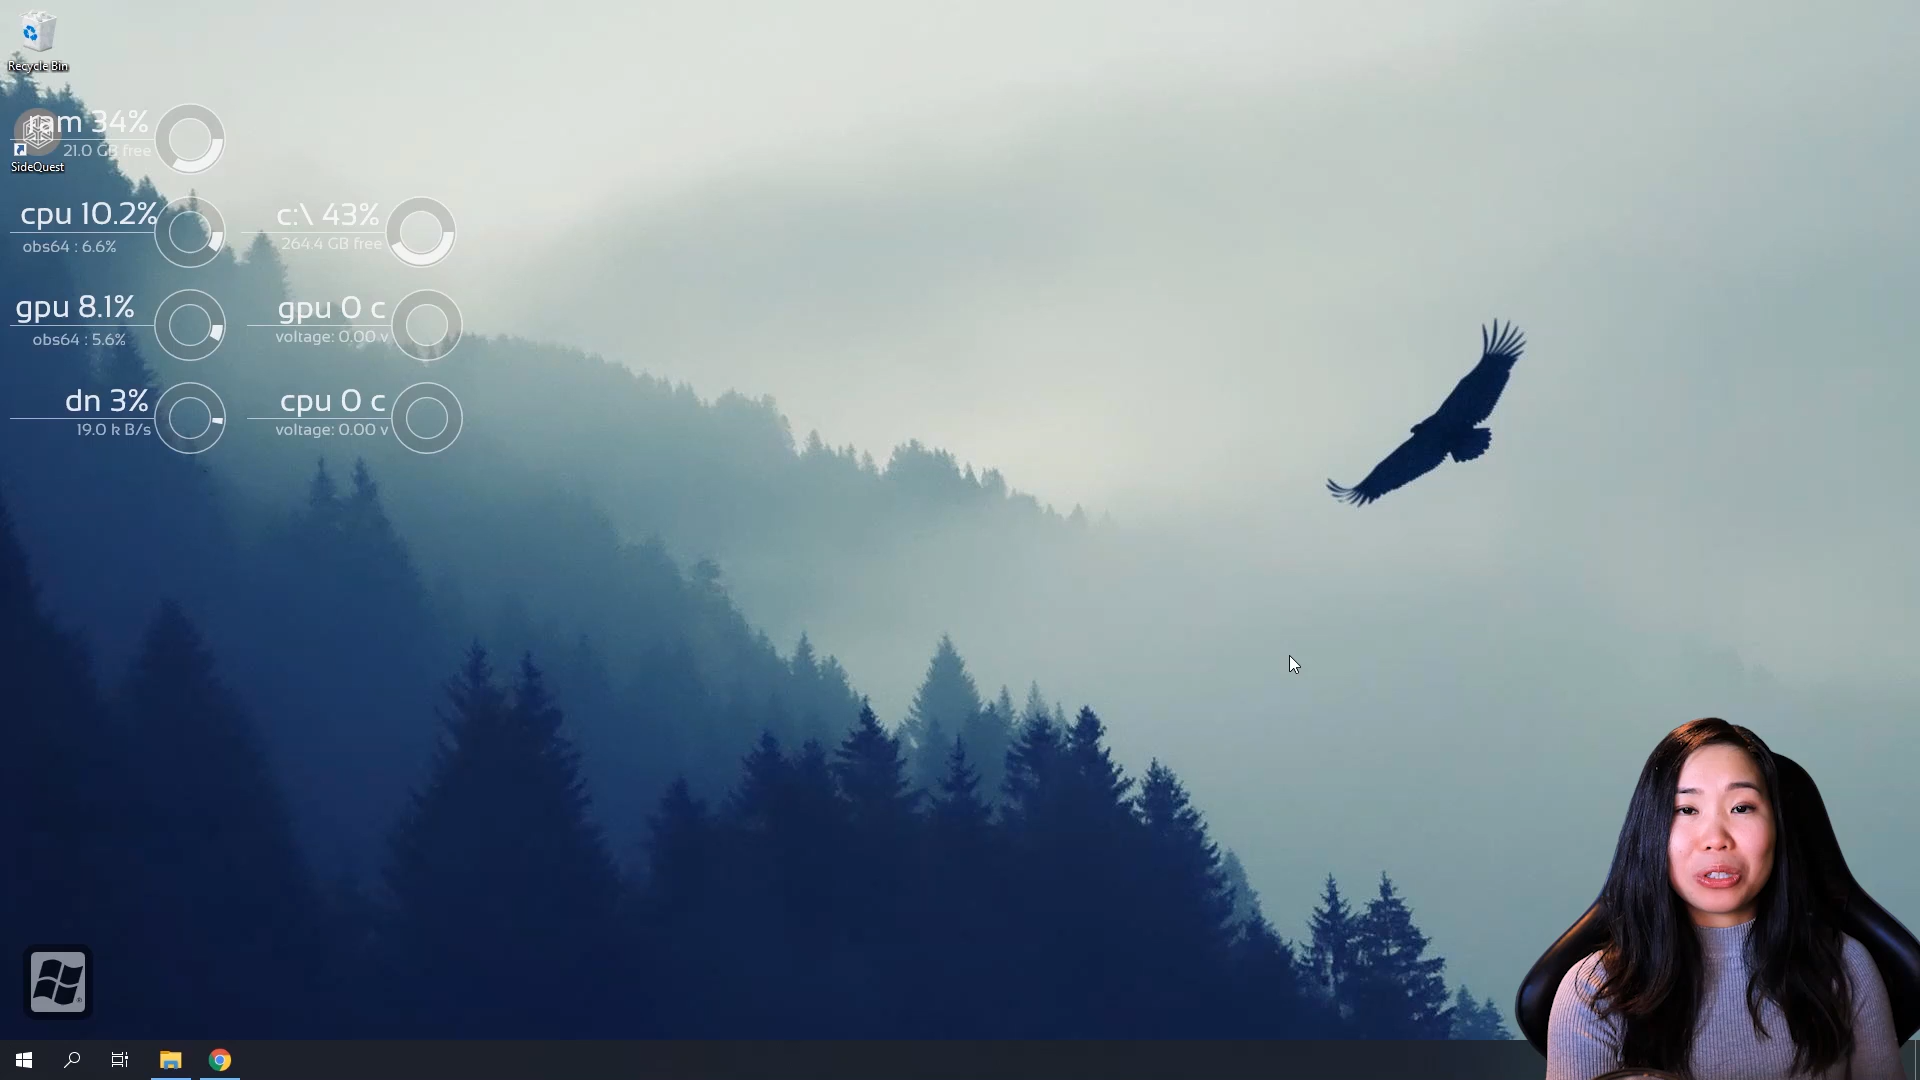 Recycle Bin
ram 34%
21.0 GB free
SideQuest
cpu 10.2%
obs64 : 6.6%
c:\ 43%
264.4 GB free
gpu 8.1%
obs64 : 5.6%
gpu 0 c
voltage: 0.00 v
dn 3%
19.0 k B/s
cpu 0 c
voltage: 0.00 v